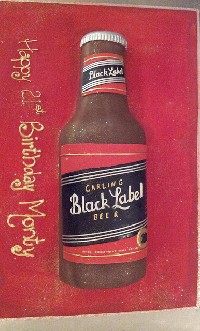 Happy 21st Birthday Monty
Black Label
CARLING
Black Label
BEER